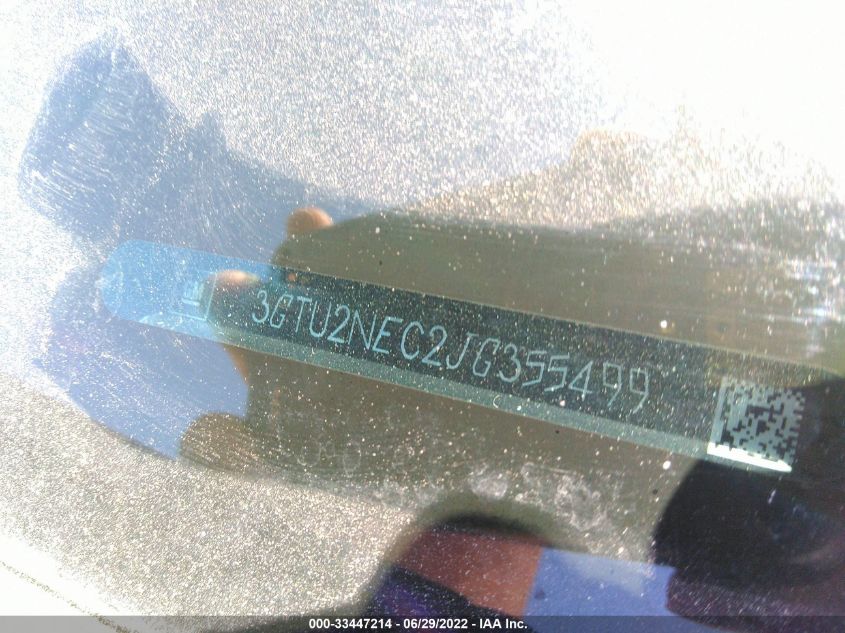 3GTU2NEC2JG355499
000-33447214 - 06/29/2022 - IAA Inc.